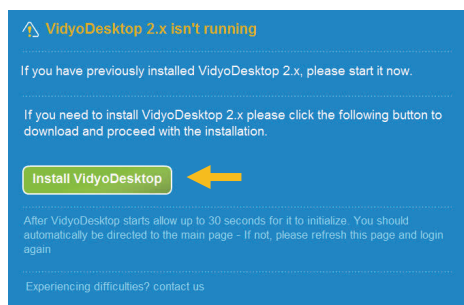 VidyoDesktop 2.x isn't running
If you have previously installed VidyoDesktop 2.x, please start it now.
If you need to install VidyoDesktop 2.x please click the following button to
download and proceed with the installation.
Install VidyoDesktop
After VidyoDesktop starts allow up to 30 seconds for it to initialize. You should
automatically be directed to the main page - If not, please refresh this page and login
again
Experiencing difficulties? contact us